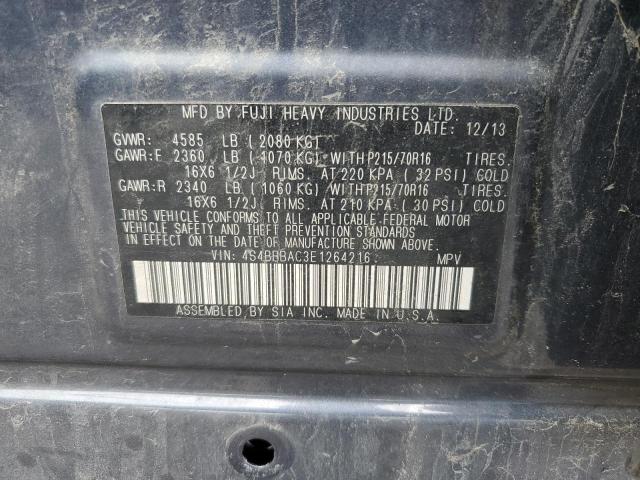 MFD BY FUJI HEAVY INDUSTRIES LTD.
DATE: 12/13
GVWR: 4585 LB (2080 KG)
GAWR:F 2360 LB (1070 KG) WITH P215/70R16 TIRES.
16X6 1/2J RIMS. AT 220 KPA (32 PSI) COLD
GAWR:R 2340 LB. (1060 KG) WITH P215/70R16 TIRES.
16X6 1/2J RIMS. AT 210 KPA (30 PSI) COLD
THIS VEHICLE CONFORMS TO ALL APPLICABLE FEDERAL MOTOR
VEHICLE SAFETY AND THEFT PREVENTION STANDARDS
IN EFFECT ON THE DATE OF MANUFACTURE SHOWN ABOVE.
VIN: 4S4BRBAC3E1264216 MPV
ASSEMBLED BY SIA INC. MADE IN U.S.A.